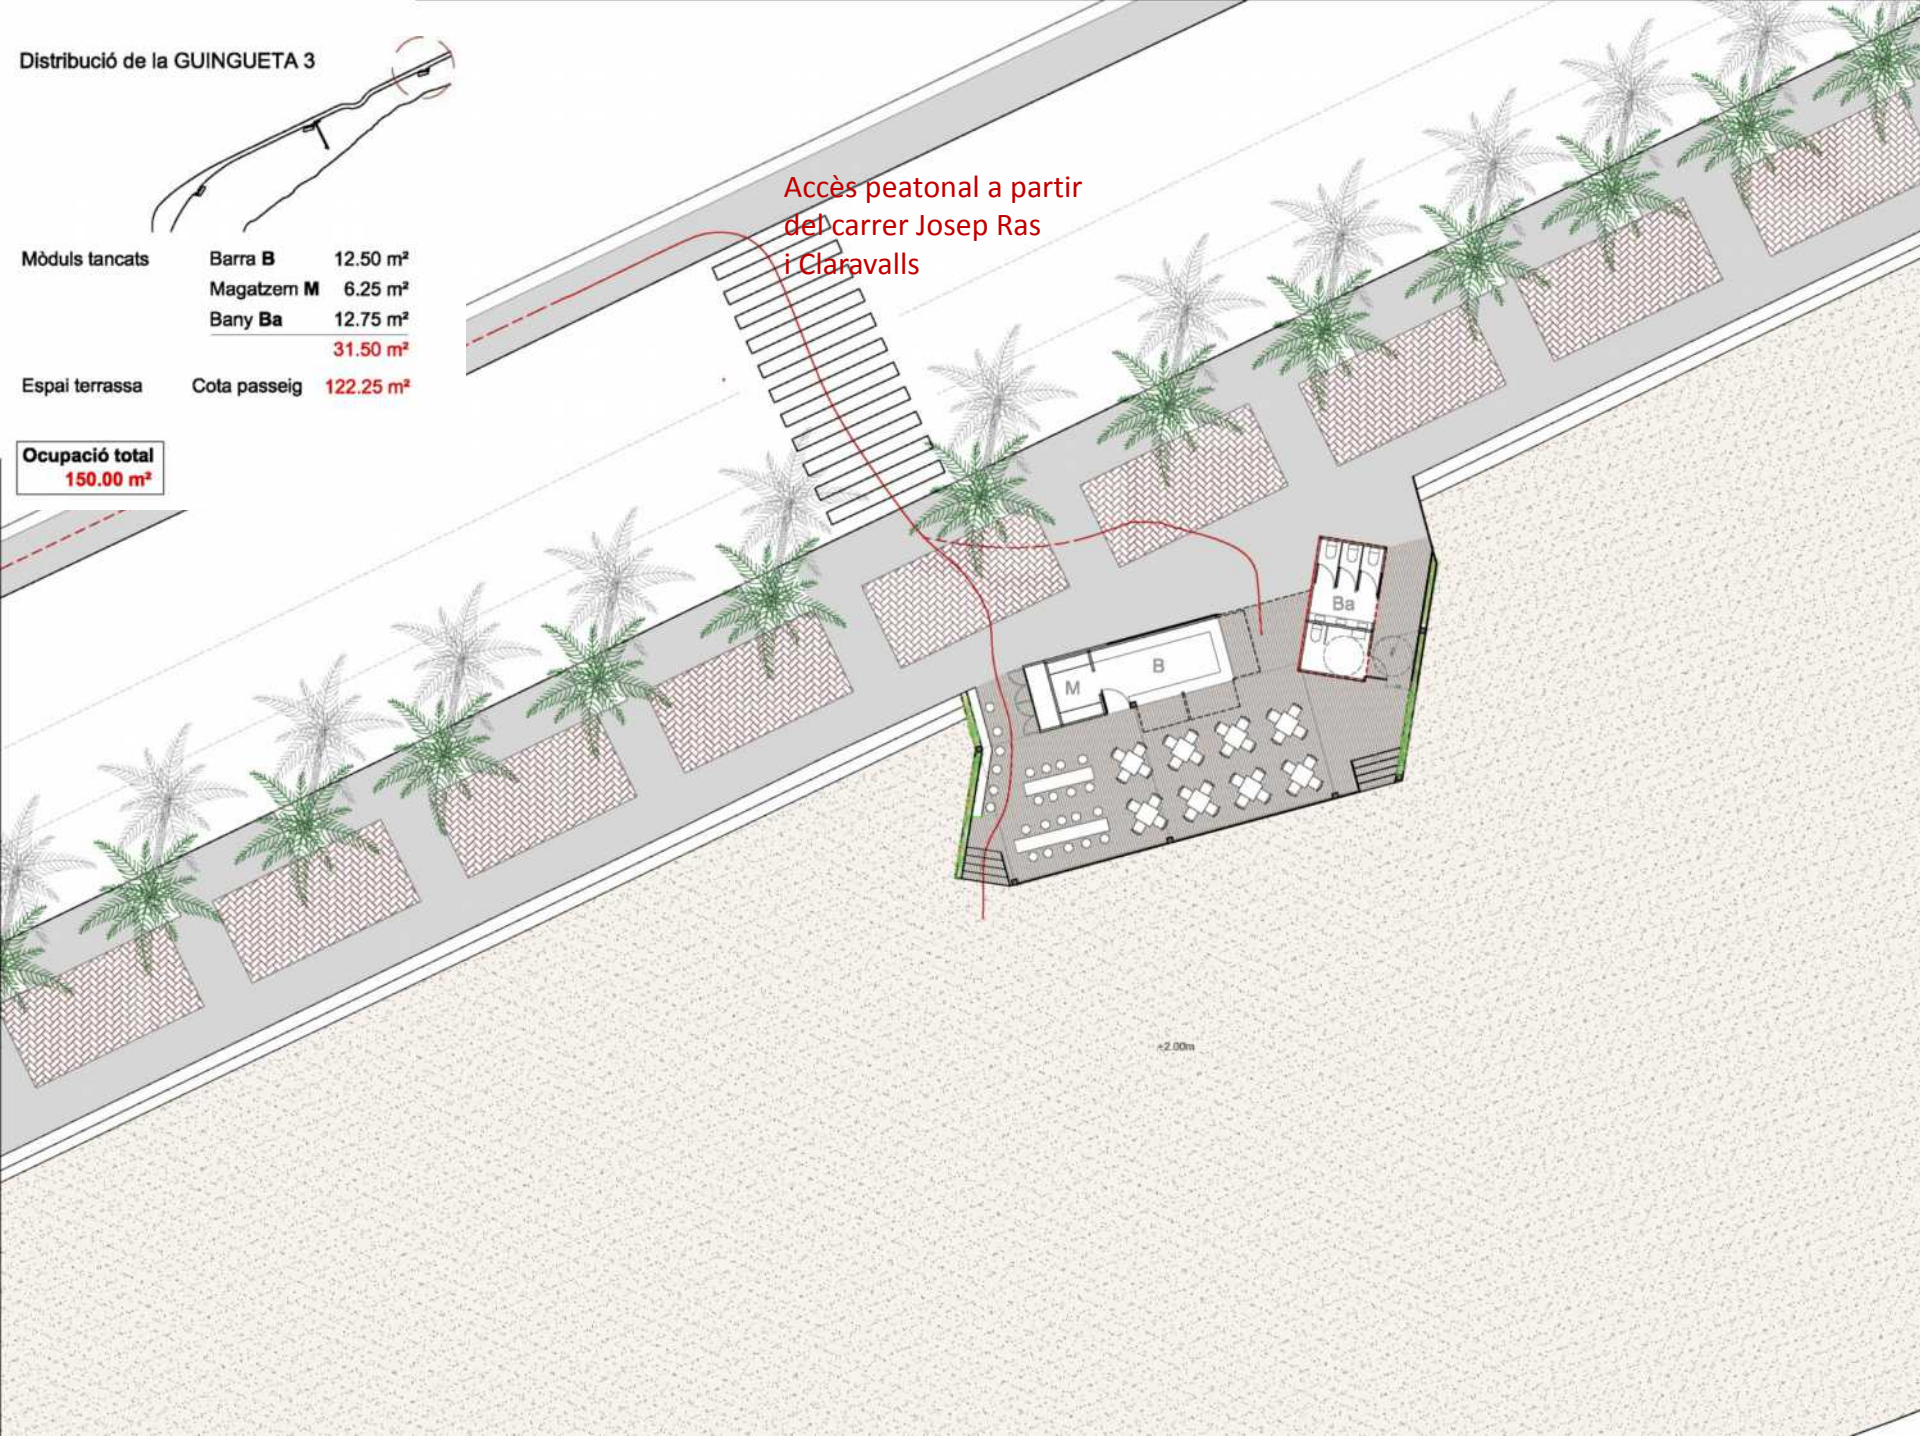 Distribució de la GUINGUETA 3
Accès peatonal a partir
del carrer Josep Ras
i Claravalls
Mòduls tancats Barra B 12.50 m²
Magatzem M 6.25 m²
Bany Ba 12.75 m²
31.50 m²
Espai terrassa Cota passeig 122.25 m²
Ocupació total
150.00 m²
Ba
B
M
+2.00m